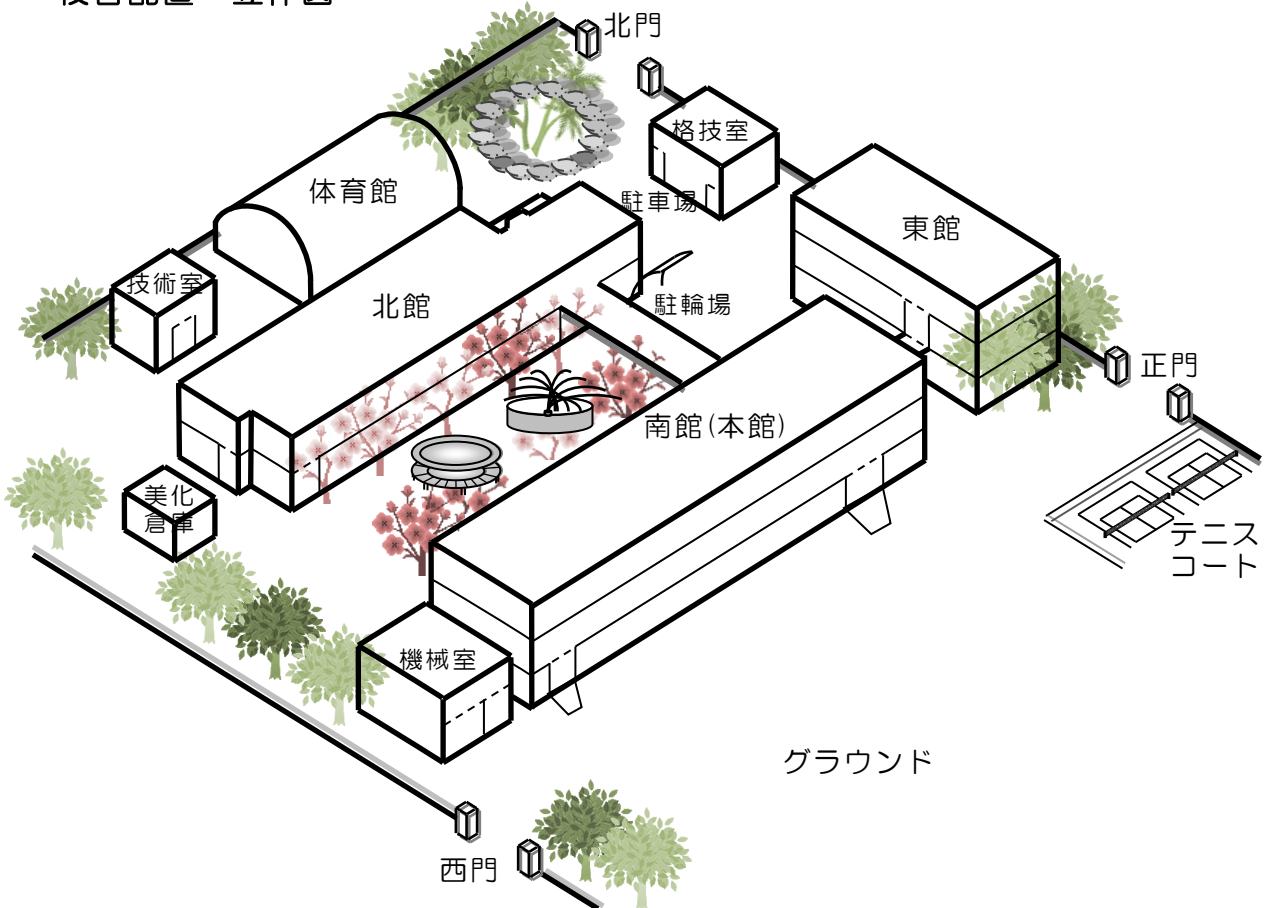 北門
格技室
体育館
駐車場
東館
技術室
北館
駐輪場
正門
南館(本館)
美化
倉庫
テニス
コート
機械室
グラウンド
西門